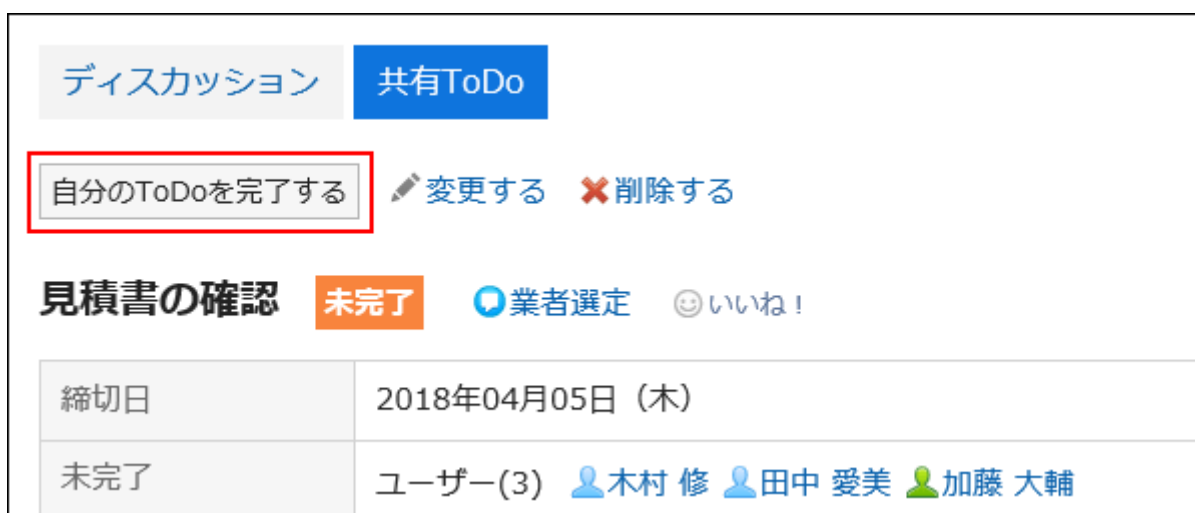 ディスカッション 共有ToDo
自分のToDoを完了する 変更する 削除する
見積書の確認 未完了 業者選定 いいね！
締切日 2018年04月05日（木）
未完了 ユーザー(3) 木村 修 田中 愛美 加藤 大輔